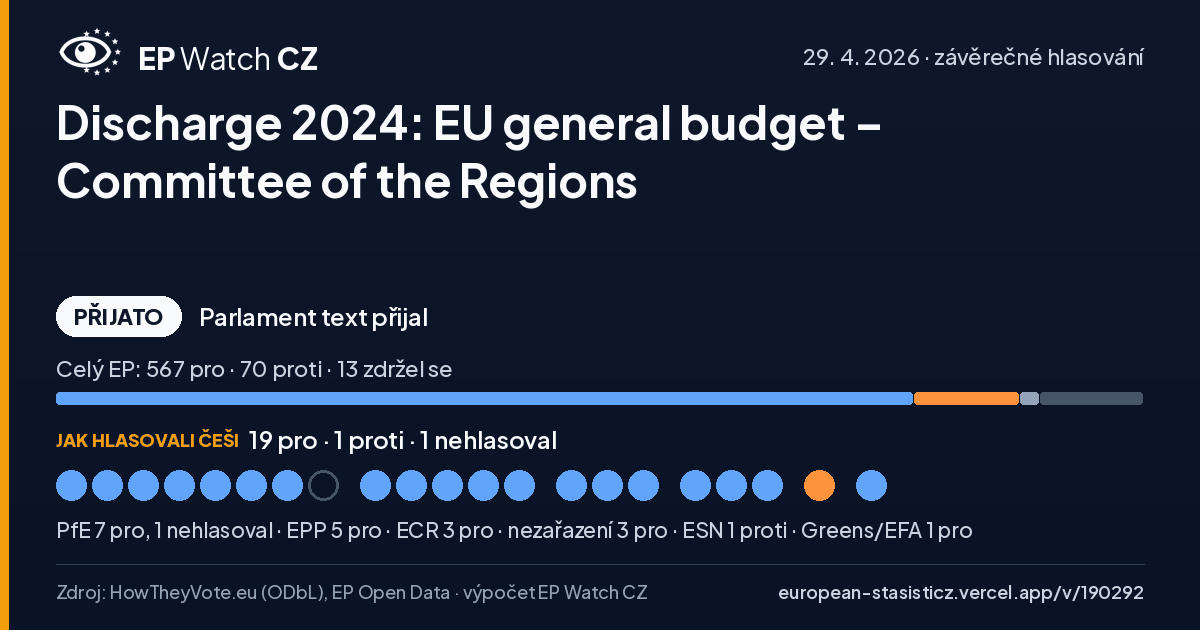 EP Watch CZ
29. 4. 2026 · závěrečné hlasování
Discharge 2024: EU general budget –
Committee of the Regions
PŘIJATO Parlament text přijal
Celý EP: 567 pro · 70 proti · 13 zdržel se
JAK HLASOVALI ČEŠI 19 pro · 1 proti · 1 nehlasoval
PfE 7 pro, 1 nehlasoval · EPP 5 pro · ECR 3 pro · nezařazení 3 pro · ESN 1 proti · Greens/EFA 1 pro
Zdroj: HowTheyVote.eu (ODbL), EP Open Data · výpočet EP Watch CZ
european-stasisticz.vercel.app/v/190292